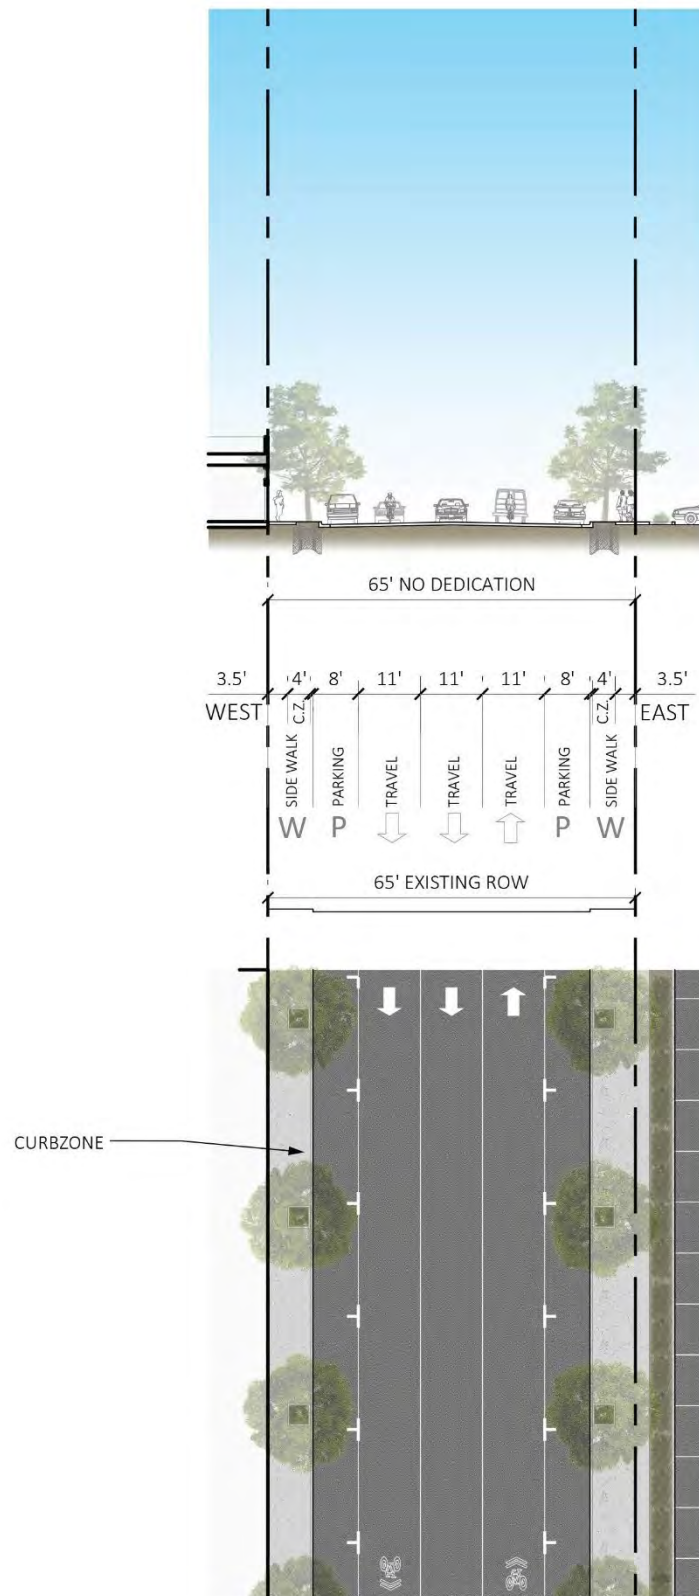 65' NO DEDICATION
3.5' 4' 8' 11' 11' 11' 8' 4' 3.5'
WEST EAST
SIDE WALK
C.Z.
PARKING
TRAVEL
TRAVEL
TRAVEL
PARKING
C.Z.
SIDE WALK
W P P W
65' EXISTING ROW
CURBZONE